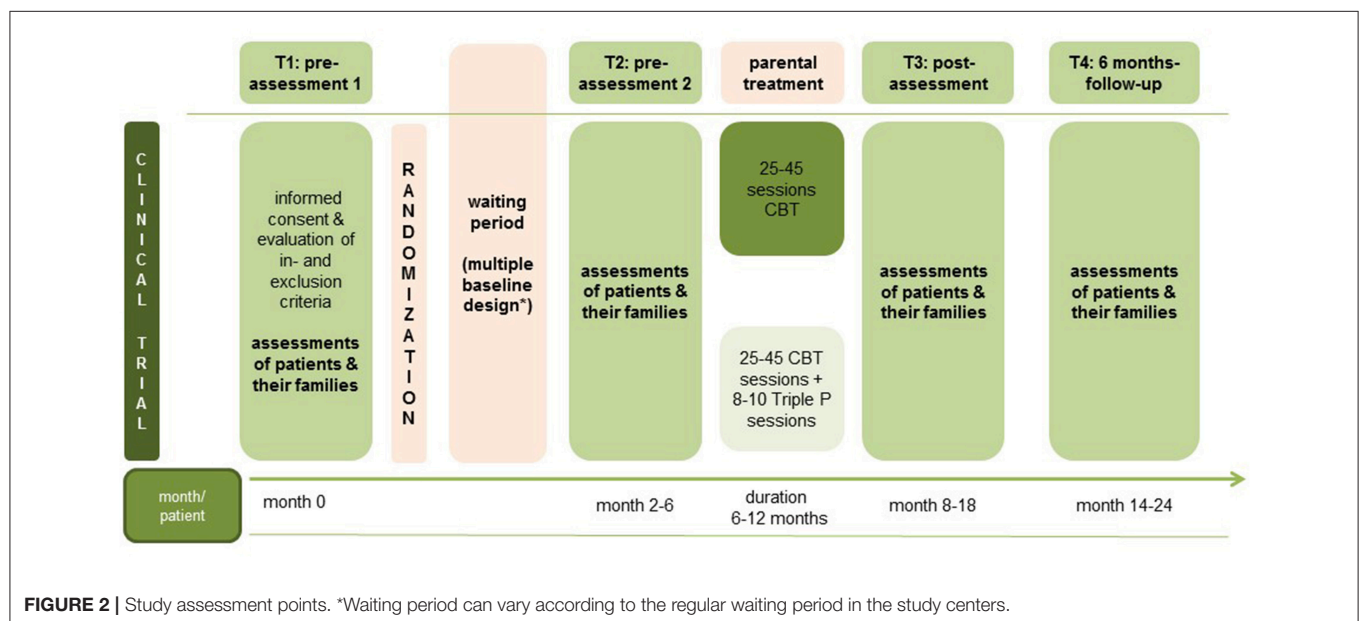 T1: pre-
assessment 1
T2: pre-
assessment 2
parental
treatment
T3: post-
assessment
T4: 6 months-
follow-up
CLINICAL TRIAL
informed
consent &
evaluation of
in- and
exclusion
criteria
assessments
of patients &
their families
RANDOMIZATION
waiting
period
(multiple
baseline
design*)
assessments
of patients &
their families
25-45
sessions
CBT
25-45 CBT
sessions +
8-10 Triple P
sessions
assessments
of patients &
their families
assessments
of patients &
their families
month/
patient
month 0
month 2-6
duration
6-12 months
month 8-18
month 14-24
FIGURE 2 | Study assessment points. *Waiting period can vary according to the regular waiting period in the study centers.